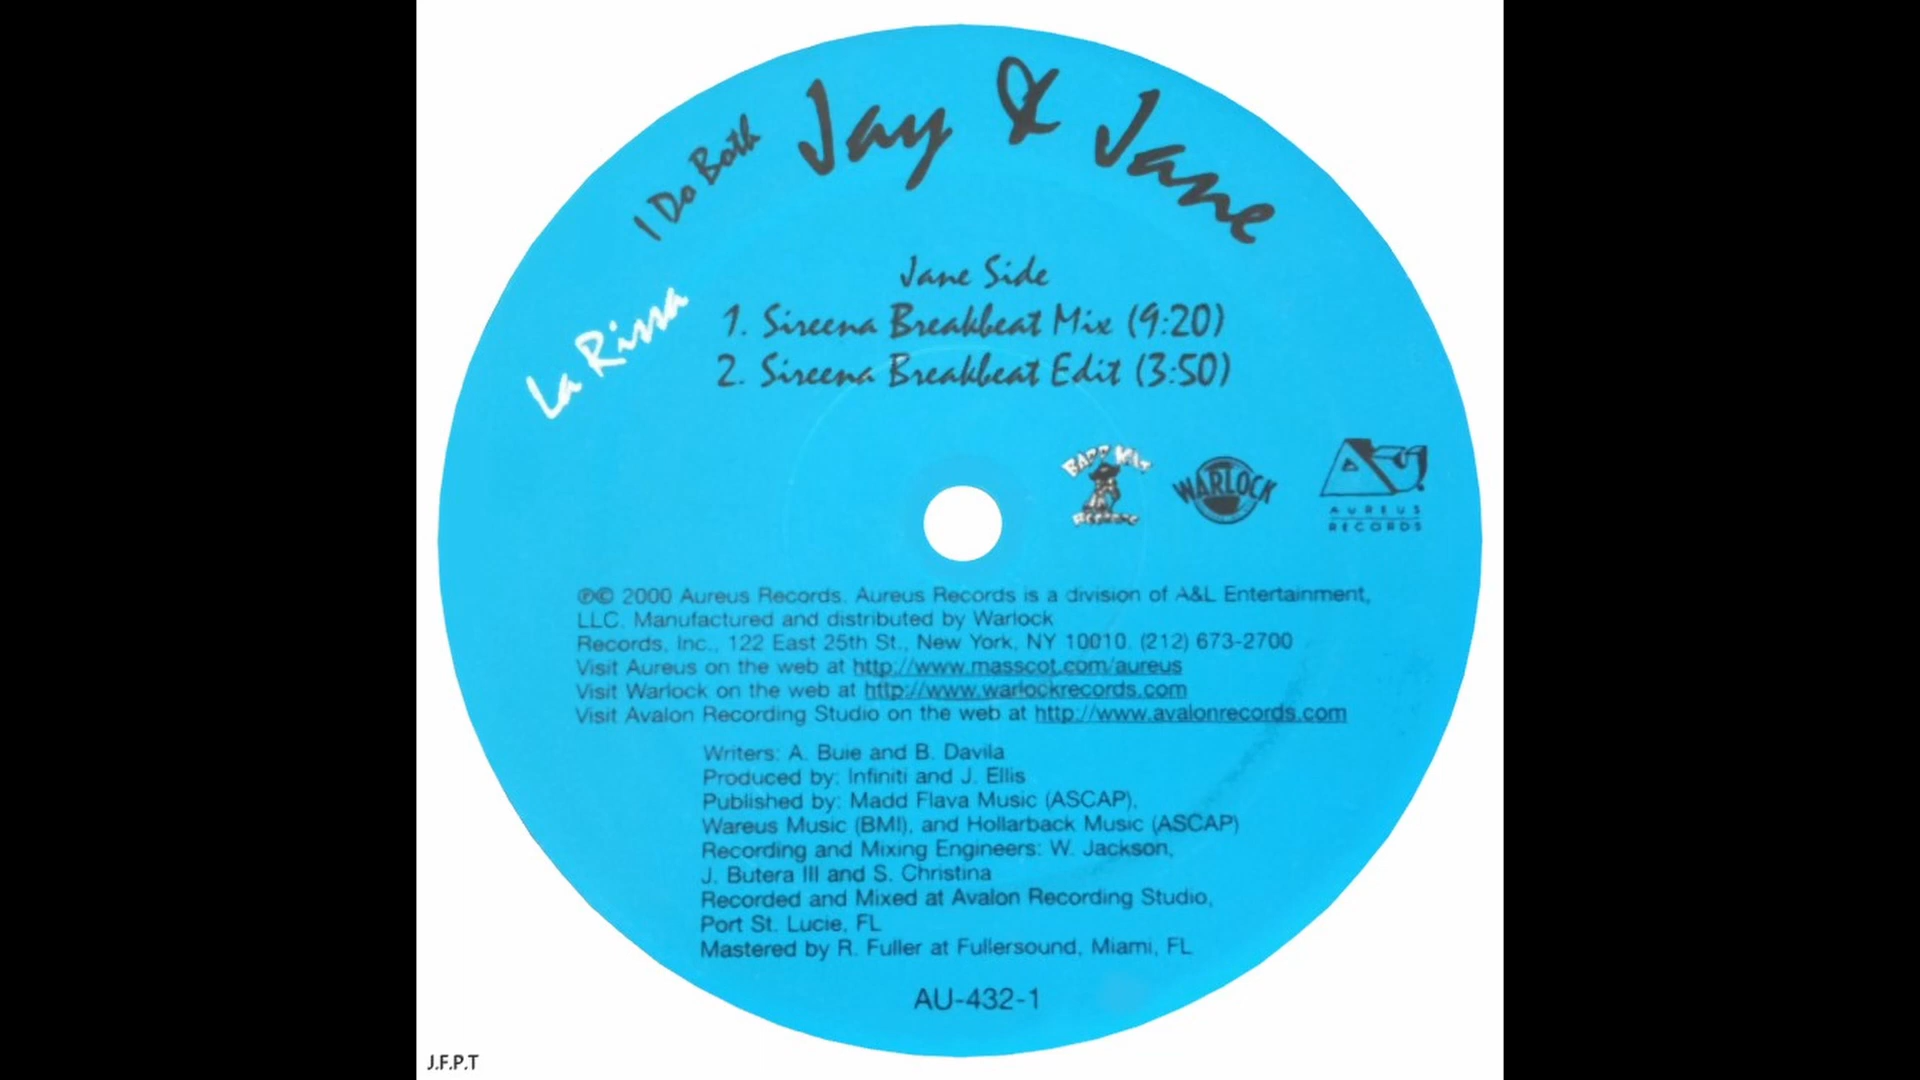 I Do Both Jay & Jane
La Rissa
Jane Side
1. Sireena Breakbeat Mix (9:20)
2. Sireena Breakbeat Edit (3:50)
WARLOCK
AUREUS
RECORDS
℗© 2000 Aureus Records. Aureus Records is a division of A&L Entertainment,
LLC. Manufactured and distributed by Warlock
Records, Inc., 122 East 25th St., New York, NY 10010. (212) 673-2700
Visit Aureus on the web at http://www.masscot.com/aureus
Visit Warlock on the web at http://www.warlockrecords.com
Visit Avalon Recording Studio on the web at http://www.avalonrecords.com
Writers: A. Buie and B. Davila
Produced by: Infiniti and J. Ellis
Published by: Madd Flava Music (ASCAP),
Wareus Music (BMI), and Hollarback Music (ASCAP)
Recording and Mixing Engineers: W. Jackson,
J. Butera III and S. Christina
Recorded and Mixed at Avalon Recording Studio,
Port St. Lucie, FL
Mastered by R. Fuller at Fullersound, Miami, FL
AU-432-1
J.F.P.T